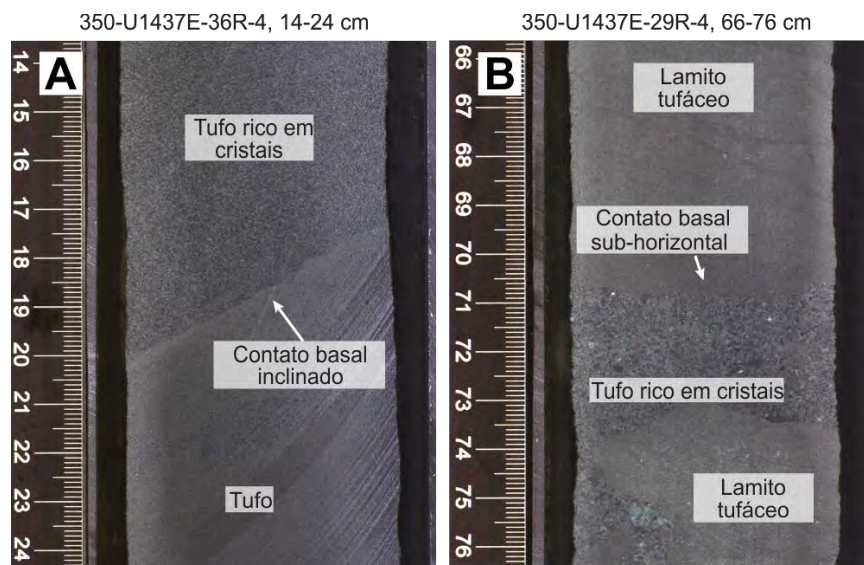 350-U1437E-36R-4, 14-24 cm
A
14
15
16
17
18
19
20
21
22
23
24
Tufo rico em
cristais
Contato basal
inclinado
Tufo
350-U1437E-29R-4, 66-76 cm
B
66
67
68
69
70
71
72
73
74
75
76
Lamito
tufáceo
Contato basal
sub-horizontal
Tufo rico em cristais
Lamito
tufáceo